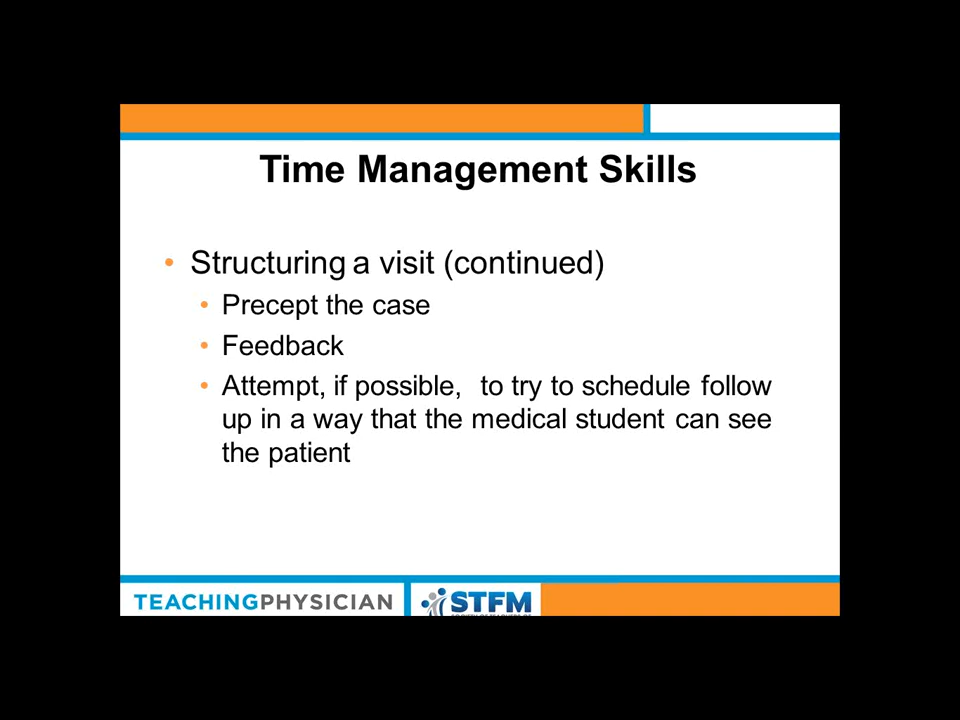 Time Management Skills
• Structuring a visit (continued)
• Precept the case
• Feedback
• Attempt, if possible,  to try to schedule follow
up in a way that the medical student can see
the patient
TEACHINGPHYSICIAN
STFM